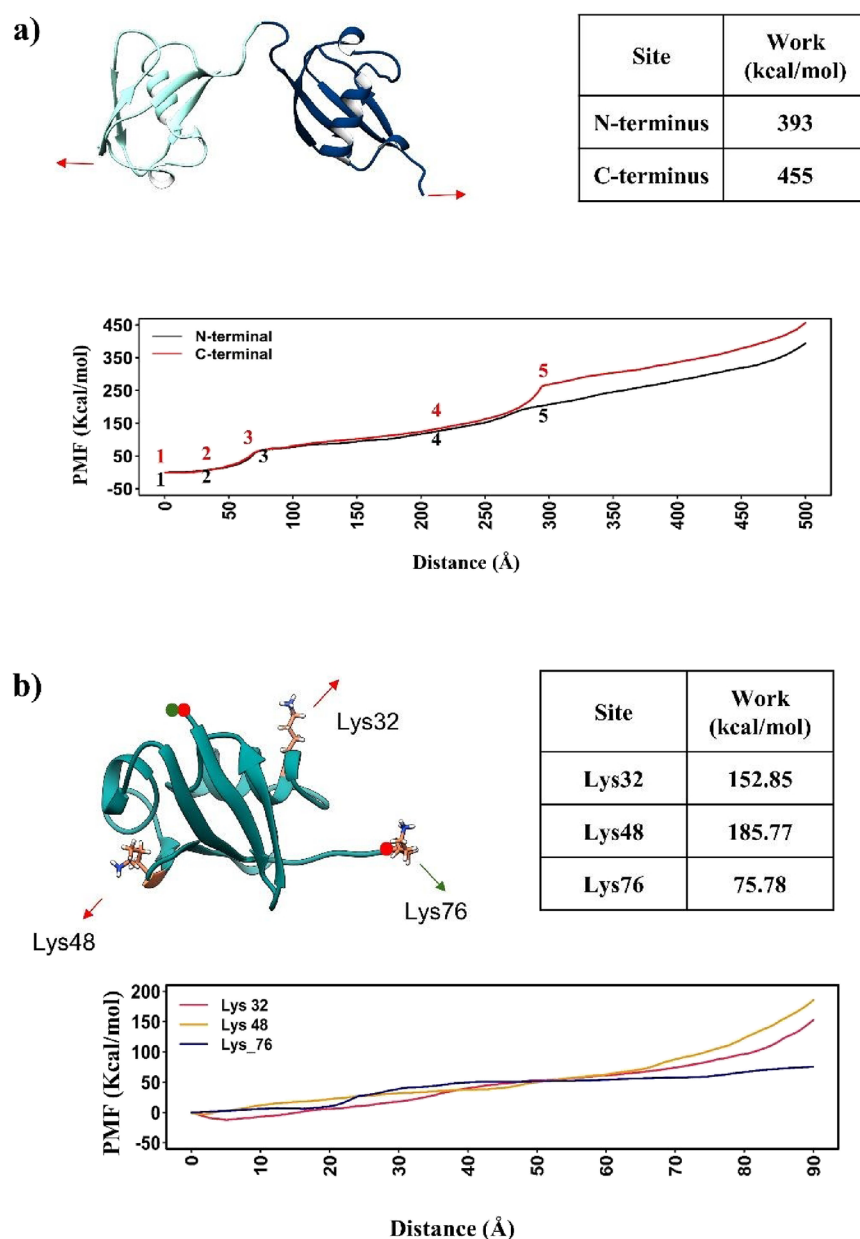 a)
Site Work (kcal/mol)
N-terminus 393
C-terminus 455
PMF (Kcal/mol)
450
350
250
150
50
-50
N-terminal
C-terminal
1 2 3 4 5
1 2 3 4 5
0 50 100 150 200 250 300 350 400 450 500
Distance (Å)
b)
Lys32
Lys76
Lys48
Site Work (kcal/mol)
Lys32 152.85
Lys48 185.77
Lys76 75.78
PMF (Kcal/mol)
200
150
100
50
0
-50
Lys 32
Lys 48
Lys_76
0 10 20 30 40 50 60 70 80 90
Distance (Å)